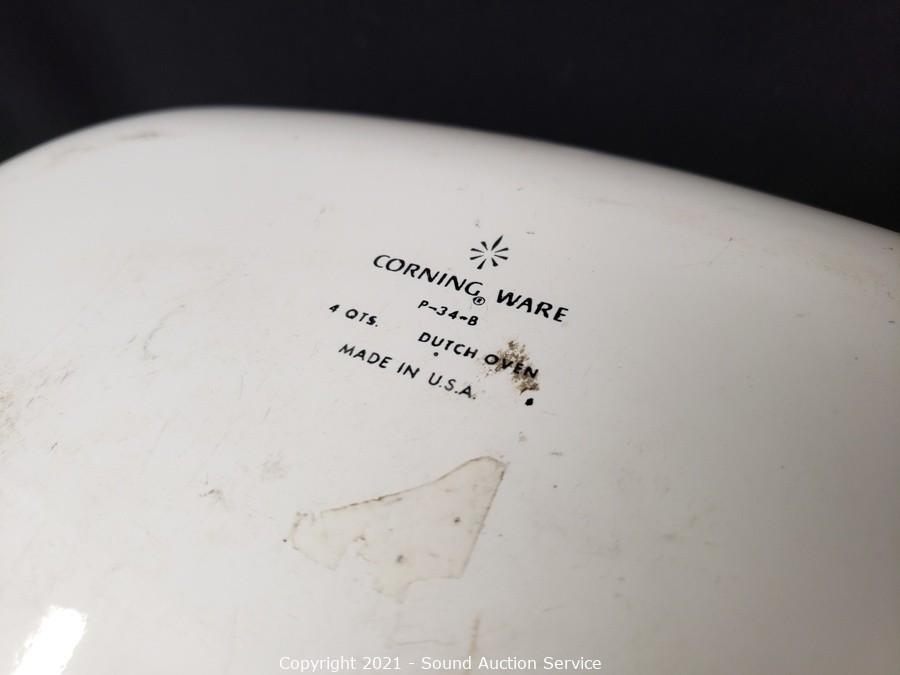 CORNING® WARE
P-34-B
4 QTS. DUTCH OVEN
MADE IN U.S.A.
Copyright 2021 - Sound Auction Service